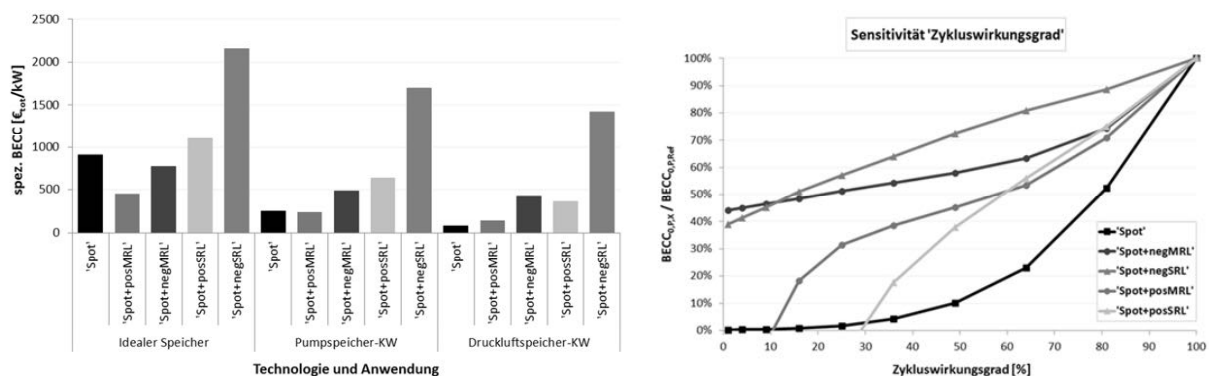 2500
2000
1500
1000
500
0
spez. BECC [€tot/kW]
'Spot'
'Spot+posMRL'
'Spot+negMRL'
'Spot+posSRL'
'Spot+negSRL'
'Spot'
'Spot+posMRL'
'Spot+negMRL'
'Spot+posSRL'
'Spot+negSRL'
'Spot'
'Spot+posMRL'
'Spot+negMRL'
'Spot+posSRL'
'Spot+negSRL'
Idealer Speicher
Pumpspeicher-KW
Druckluftspeicher-KW
Technologie und Anwendung
Sensitivität 'Zykluswirkungsgrad'
100%
90%
80%
70%
60%
50%
40%
30%
20%
10%
0%
BECC0,P,X / BECC0,P,Ref
'Spot'
'Spot+negMRL'
'Spot+negSRL'
'Spot+posMRL'
'Spot+posSRL'
0 10 20 30 40 50 60 70 80 90 100
Zykluswirkungsgrad [%]